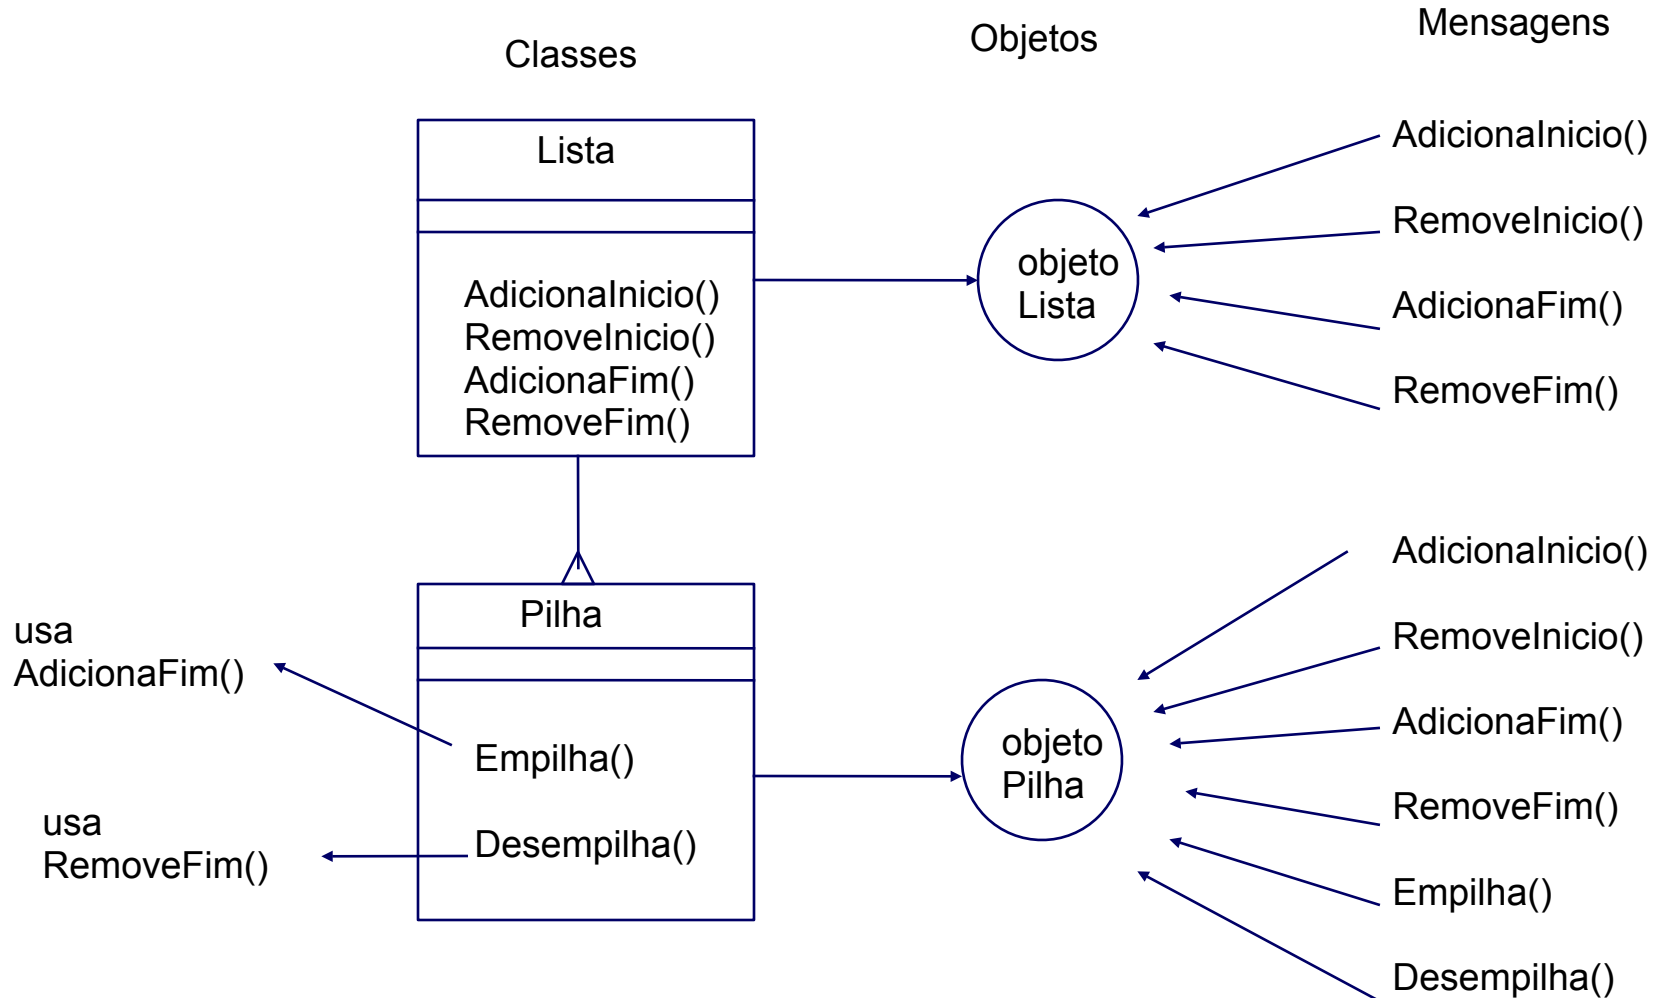 Classes
Objetos
Mensagens
Lista
AdicionaInicio()
RemoveInicio()
AdicionaFim()
RemoveFim()
objeto
Lista
AdicionaInicio()
RemoveInicio()
AdicionaFim()
RemoveFim()
usa
AdicionaFim()
usa
RemoveFim()
Pilha
Empilha()
Desempilha()
objeto
Pilha
AdicionaInicio()
RemoveInicio()
AdicionaFim()
RemoveFim()
Empilha()
Desempilha()